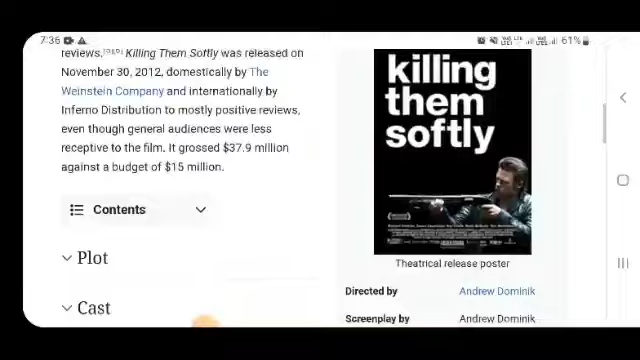 7:36
61%
reviews. Killing Them Softly was released on
November 30, 2012, domestically by The
Weinstein Company and internationally by
Inferno Distribution to mostly positive reviews,
even though general audiences were less
receptive to the film. It grossed $37.9 million
against a budget of $15 million.
Contents
Plot
Cast
killing
them
softly
Theatrical release poster
Directed by Andrew Dominik
Screenplay by Andrew Dominik